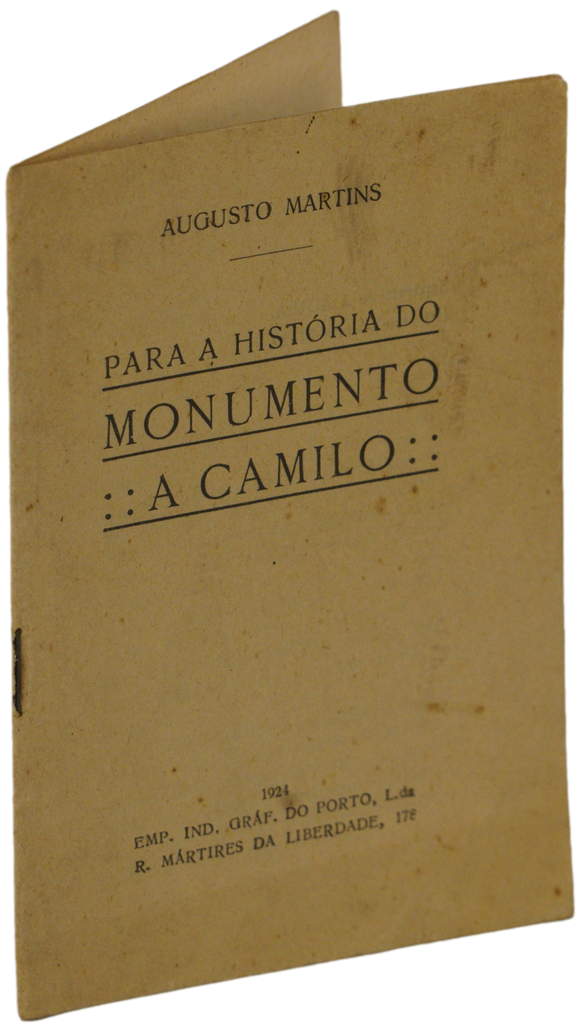 AUGUSTO MARTINS
PARA A HISTÓRIA DO
MONUMENTO
:: A CAMILO ::
1924
EMP. IND. GRÁF. DO PORTO, L.da
R. MÁRTIRES DA LIBERDADE, 178